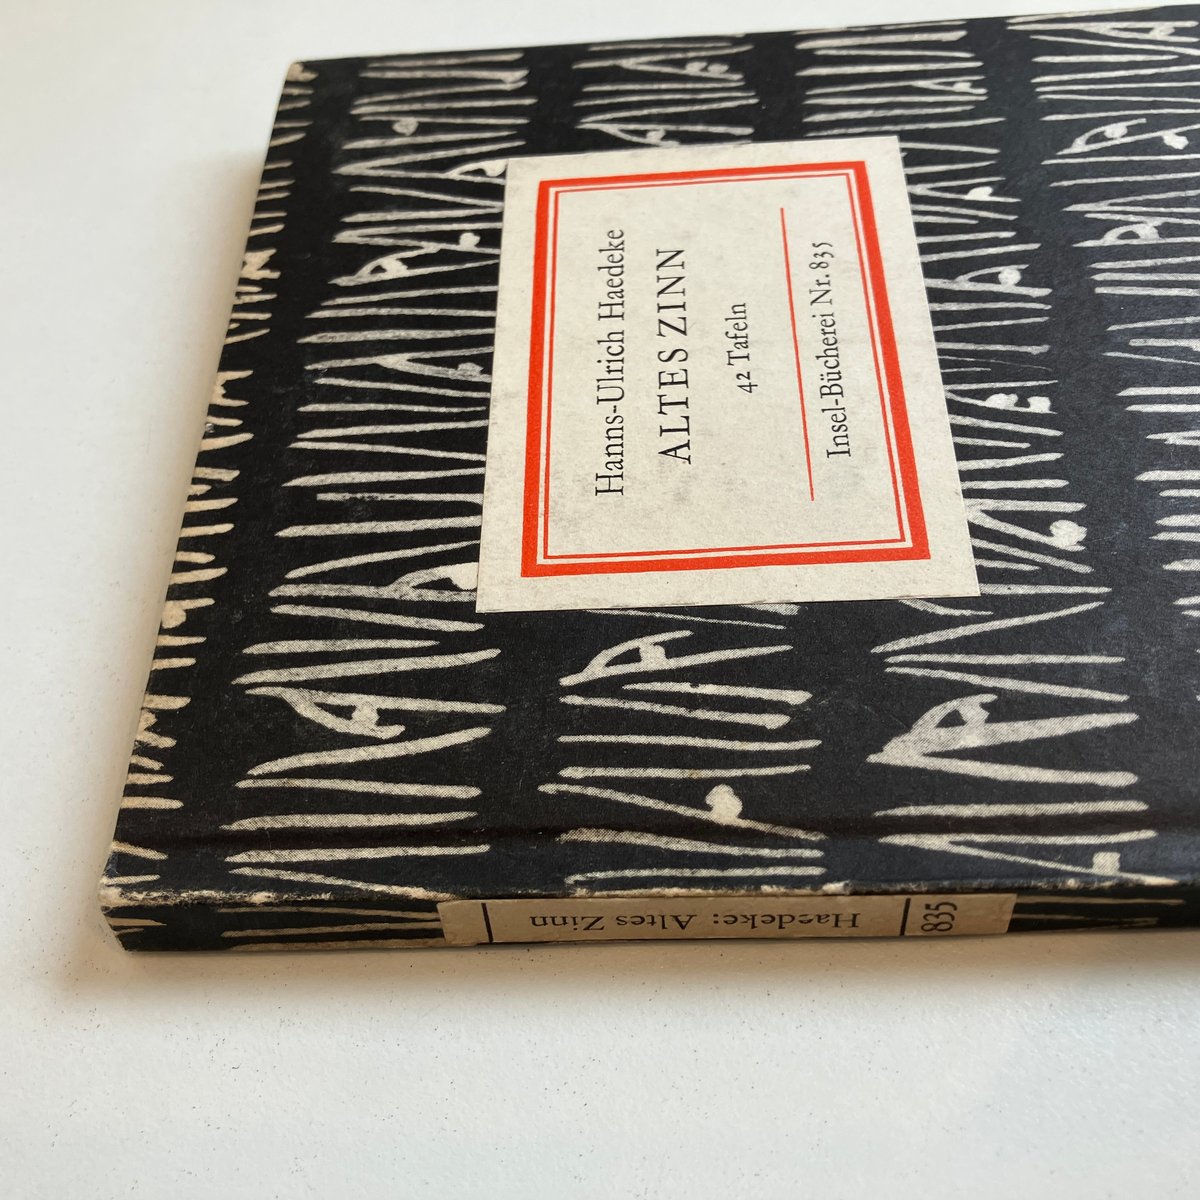 Hanns-Ulrich Haedeke
ALTES ZINN
42 Tafeln
Insel-Bücherei Nr. 835
Haedeke: Altes Zinn
835